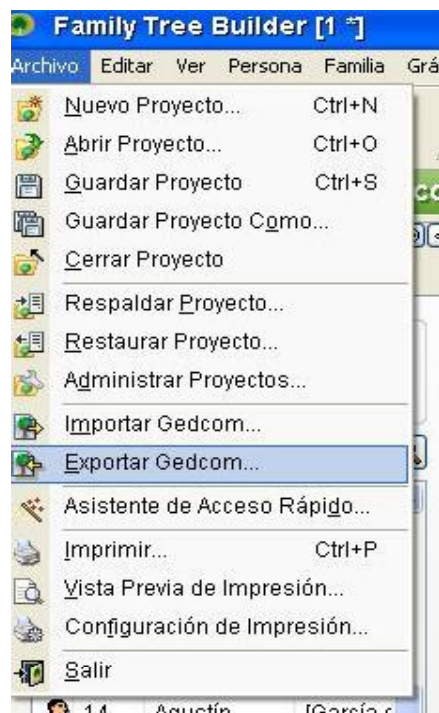 Family Tree Builder [1 *]
Archivo Editar Ver Persona Familia Grá
Nuevo Proyecto... Ctrl+N
Abrir Proyecto... Ctrl+O
Guardar Proyecto Ctrl+S
Guardar Proyecto Como...
Cerrar Proyecto
Respaldar Proyecto...
Restaurar Proyecto...
Administrar Proyectos...
Importar Gedcom...
Exportar Gedcom...
Asistente de Acceso Rápido...
Imprimir... Ctrl+P
Vista Previa de Impresión...
Configuración de Impresión...
Salir
14 Agustín [García